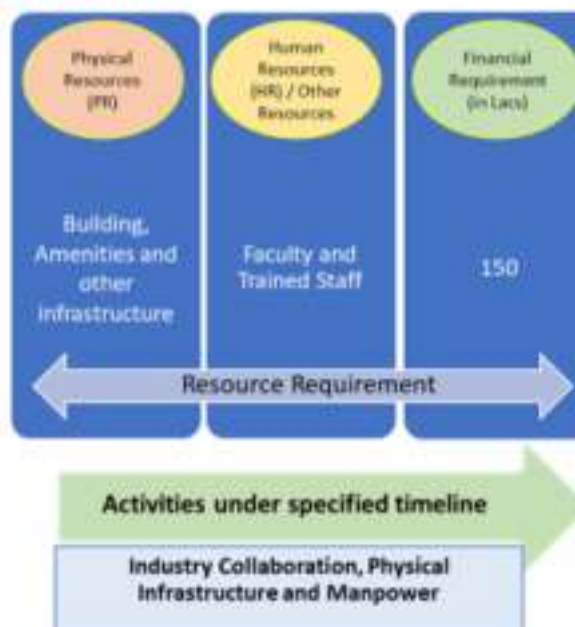 Physical
Resources
(PR)
Human
Resources
(HR) / Other
Resources
Financial
Requirement
(in Lacs)
Building,
Amenities and
other
infrastructure
Faculty and
Trained Staff
150
Resource Requirement
Activities under specified timeline
Industry Collaboration, Physical
Infrastructure and Manpower